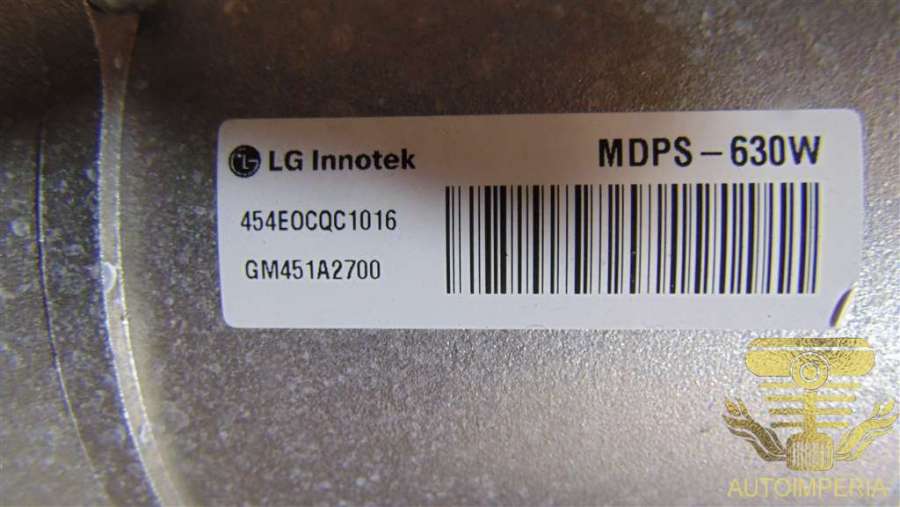 LG Innotek
MDPS-630W
454E0CQC1016
GM451A2700
AUTOIMPERIA